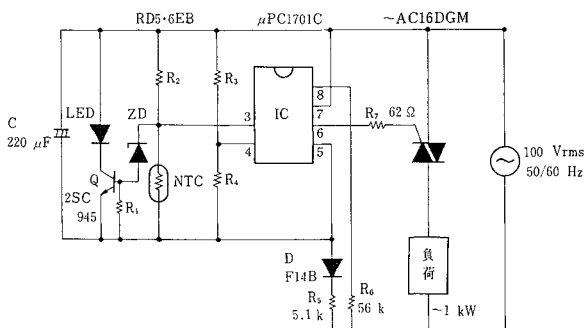 RD5·6EB
μPC1701C
~AC16DGM
LED
ZD
R₂
R₃
C
220 μF
3
4
IC
8
7
6
5
R₇ 62 Ω
100 Vrms
50/60 Hz
Q
2SC
945
R₁
NTC
R₄
D
F14B
R₅
5.1 k
R₆
56 k
負
荷
~1 kW